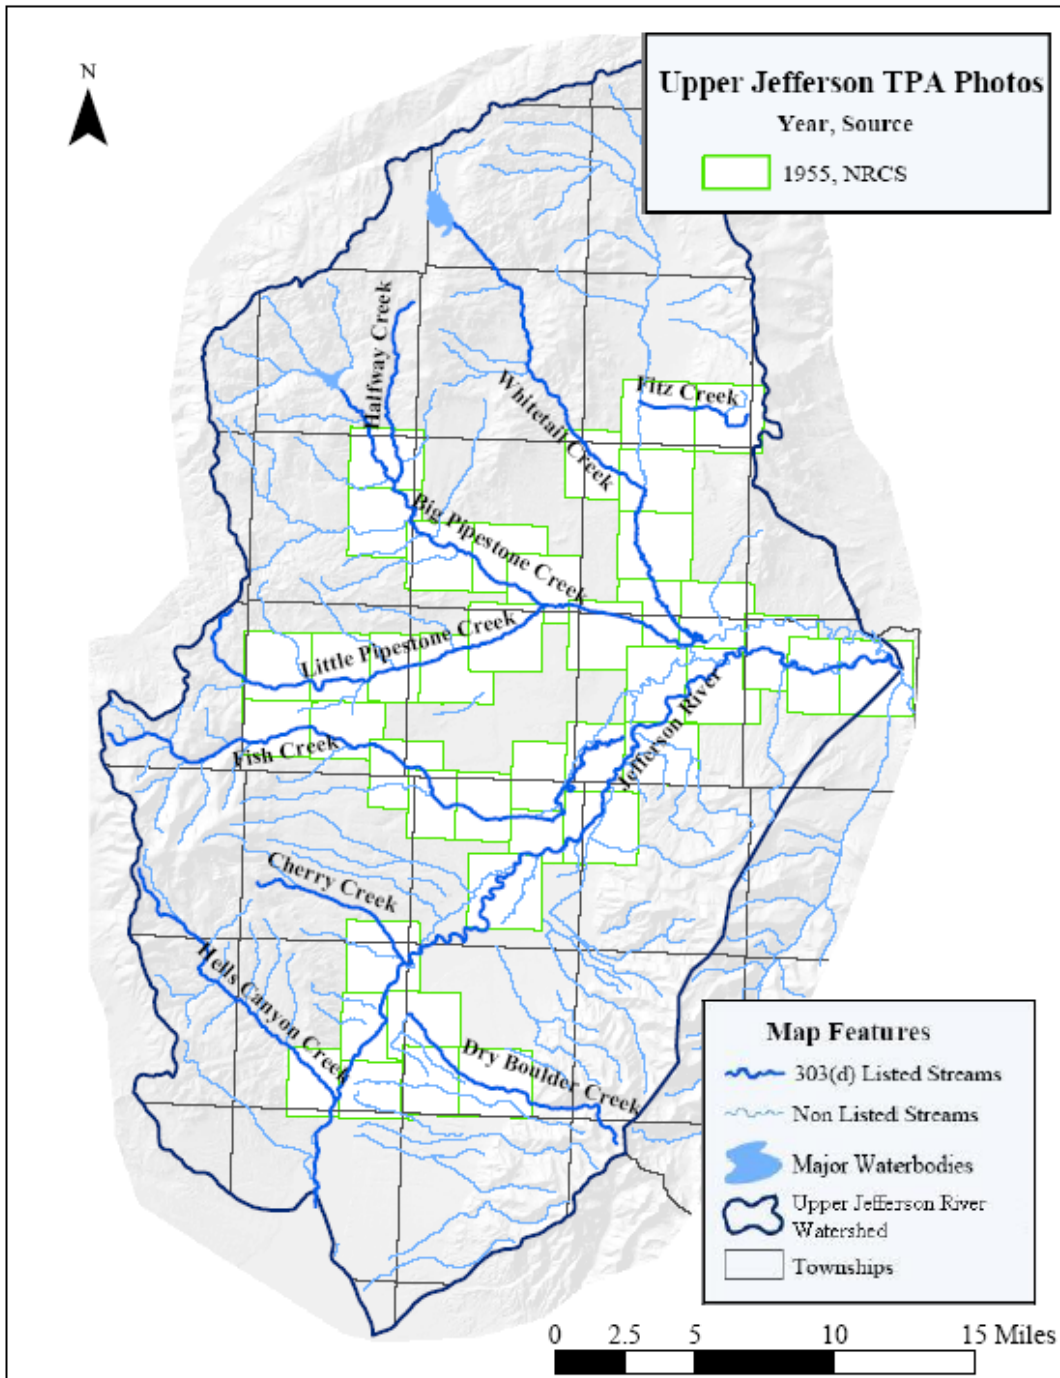 Upper Jefferson TPA Photos
Year, Source
1955, NRCS
N
Halfway Creek
Whitetail Creek
Fitz Creek
Big Pipestone Creek
Little Pipestone Creek
Jefferson River
Fish Creek
Cherry Creek
Hells Canyon Creek
Dry Boulder Creek
Map Features
303(d) Listed Streams
Non Listed Streams
Major Waterbodies
Upper Jefferson River
Watershed
Townships
0 2.5 5 10 15 Miles